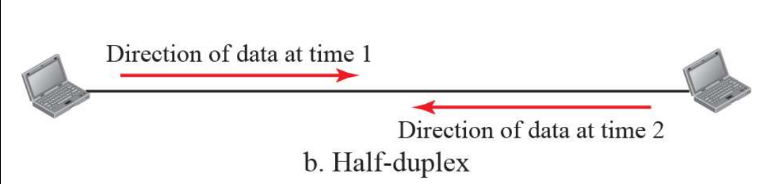 Direction of data at time 1
Direction of data at time 2
b. Half-duplex